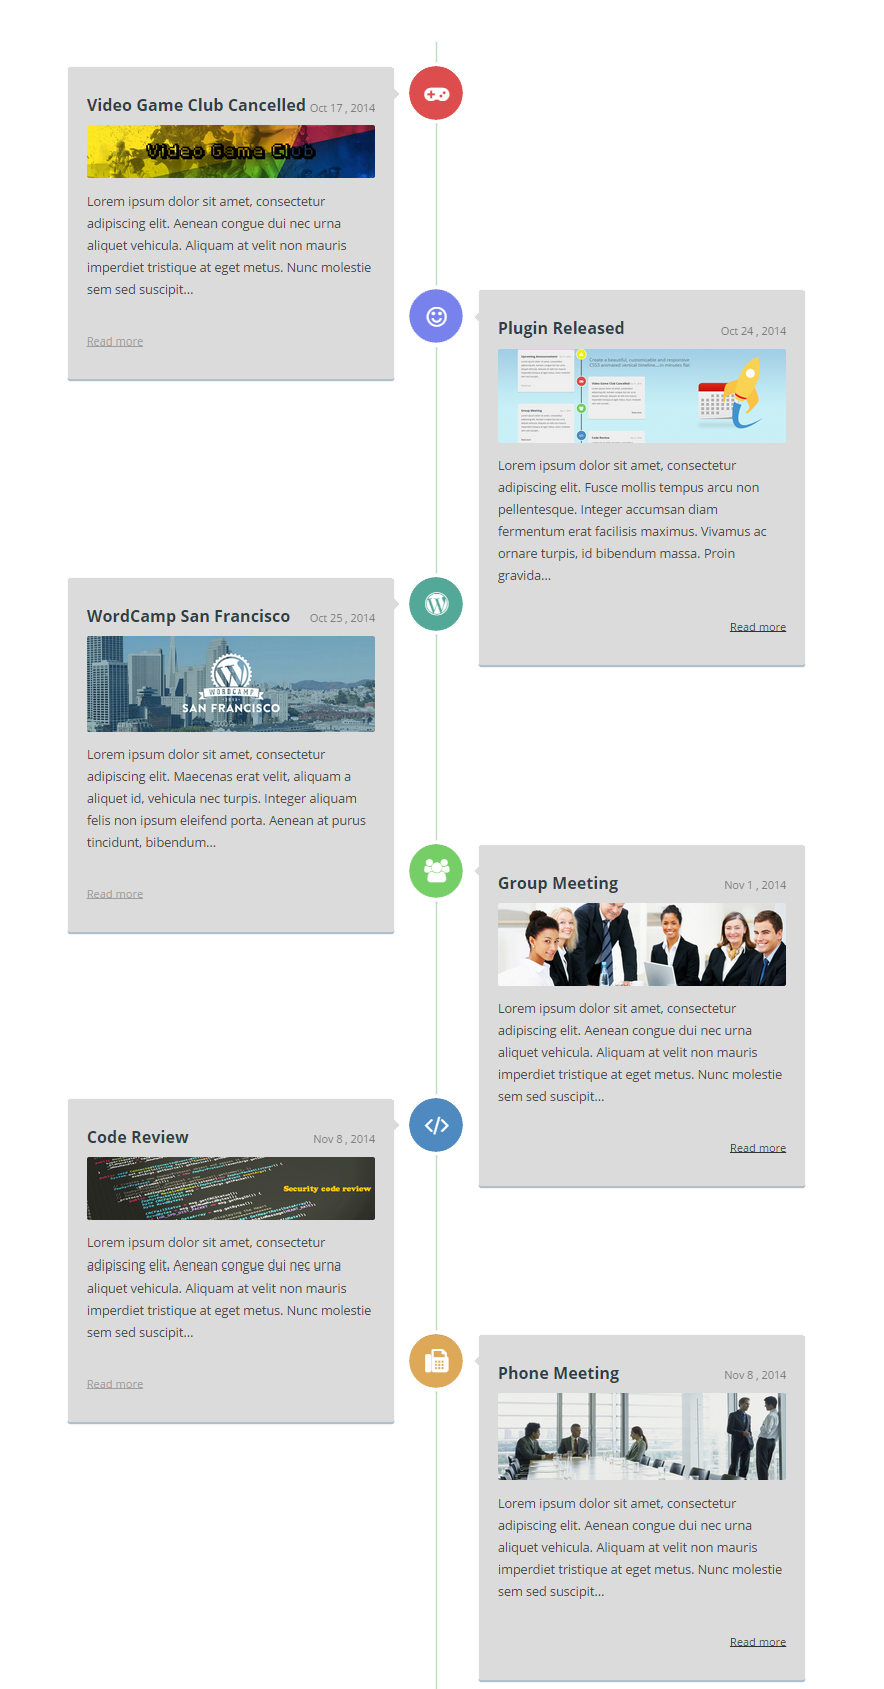 Video Game Club Cancelled Oct 17 , 2014
Video Game Club
Lorem ipsum dolor sit amet, consectetur
adipiscing elit. Aenean congue dui nec urna
aliquet vehicula. Aliquam at velit non mauris
imperdiet tristique at eget metus. Nunc molestie
sem sed suscipit...
Read more
Plugin Released Oct 24 , 2014
Create a beautiful, customizable and responsive
CSS3 animated vertical timeline...in minutes flat
Upcoming Announcement
Video Game Club Cancelled
Group Meeting
Code Review
Lorem ipsum dolor sit amet, consectetur
adipiscing elit. Fusce mollis tempus arcu non
pellentesque. Integer accumsan diam
fermentum erat facilisis maximus. Vivamus ac
ornare turpis, id bibendum massa. Proin
gravida...
Read more
WordCamp San Francisco Oct 25 , 2014
WORDCAMP
SAN FRANCISCO
Lorem ipsum dolor sit amet, consectetur
adipiscing elit. Maecenas erat velit, aliquam a
aliquet id, vehicula nec turpis. Integer aliquam
felis non ipsum eleifend porta. Aenean at purus
tincidunt, bibendum...
Read more
Group Meeting Nov 1 , 2014
Lorem ipsum dolor sit amet, consectetur
adipiscing elit. Aenean congue dui nec urna
aliquet vehicula. Aliquam at velit non mauris
imperdiet tristique at eget metus. Nunc molestie
sem sed suscipit...
Read more
Code Review Nov 8 , 2014
Security code review
Lorem ipsum dolor sit amet, consectetur
adipiscing elit. Aenean congue dui nec urna
aliquet vehicula. Aliquam at velit non mauris
imperdiet tristique at eget metus. Nunc molestie
sem sed suscipit...
Read more
Phone Meeting Nov 8 , 2014
Lorem ipsum dolor sit amet, consectetur
adipiscing elit. Aenean congue dui nec urna
aliquet vehicula. Aliquam at velit non mauris
imperdiet tristique at eget metus. Nunc molestie
sem sed suscipit...
Read more